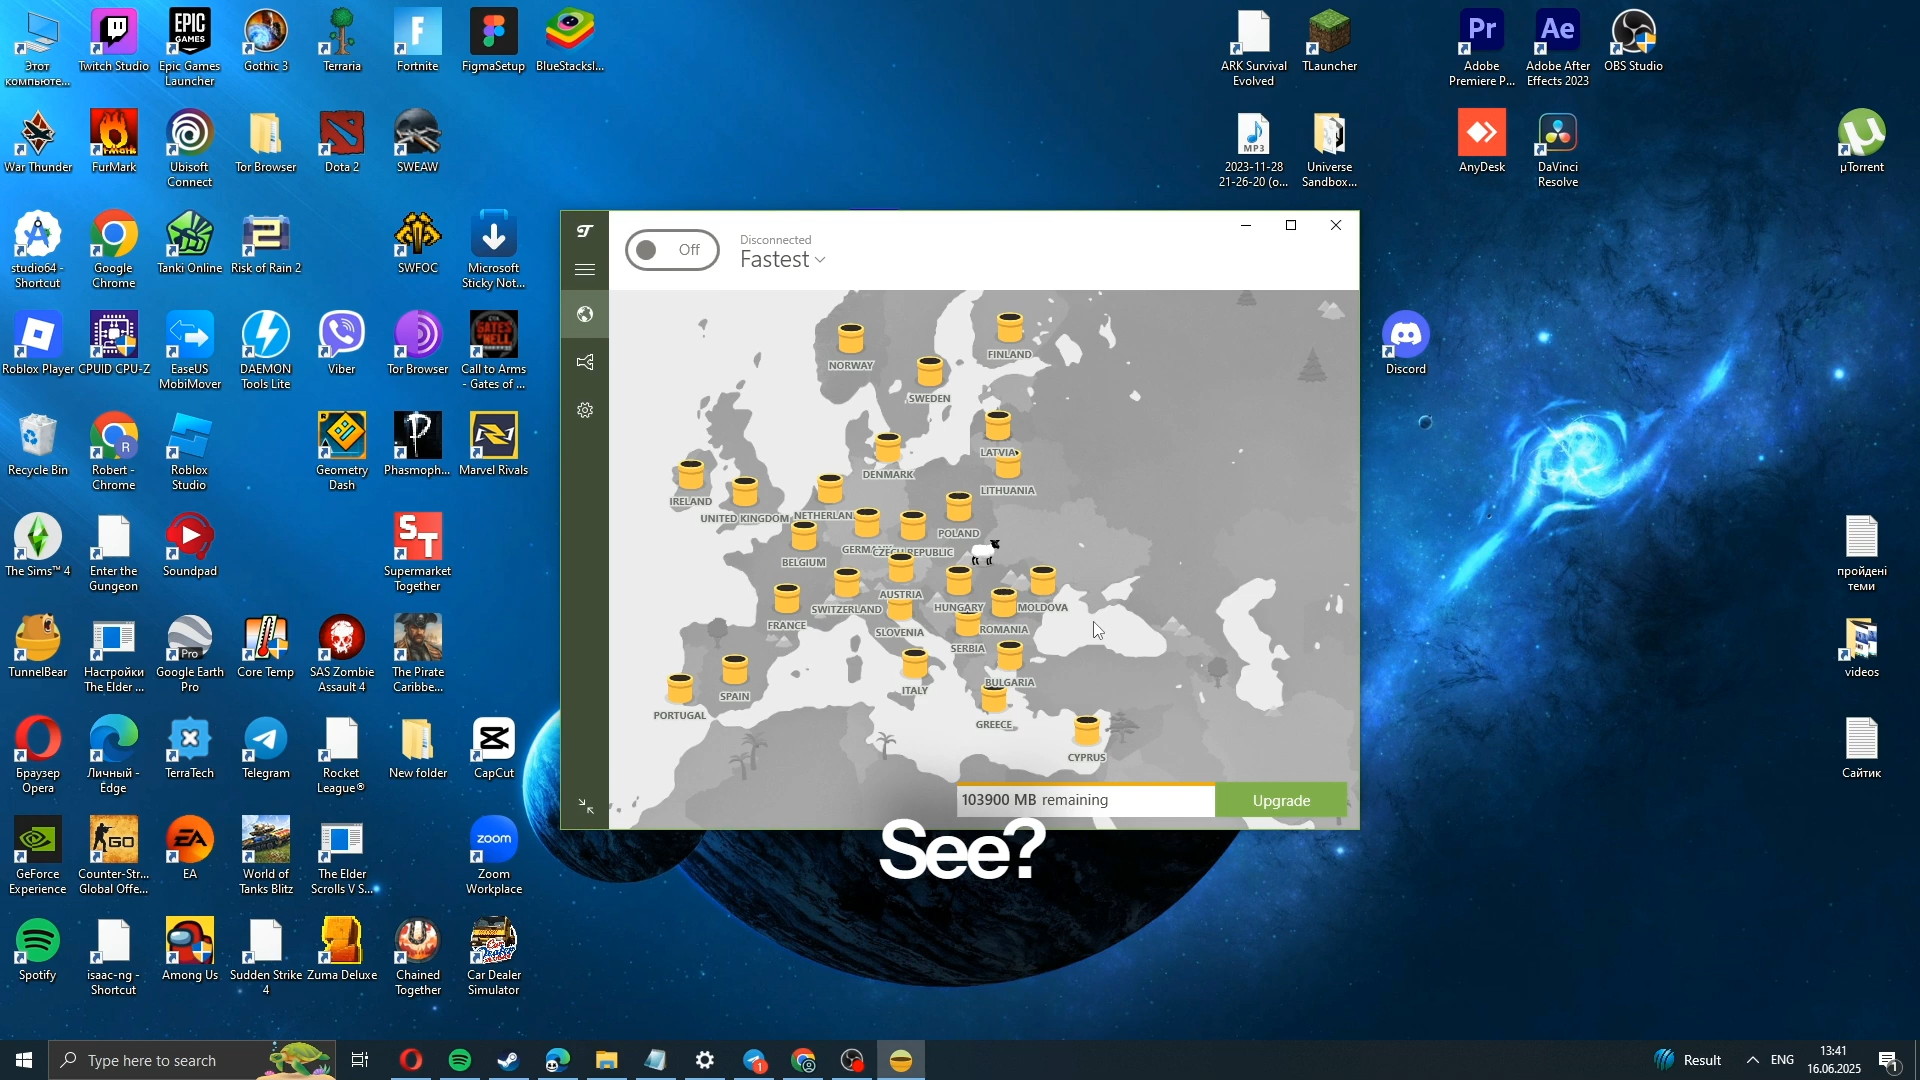 Этот
компьюте...
Twitch Studio
EPIC
GAMES
Epic Games
Launcher
Gothic 3
Terraria
Fortnite
FigmaSetup
BlueStacksI...
ARK Survival
Evolved
TLauncher
Pr
Adobe
Premiere P...
Ae
Adobe After
Effects 2023
OBS Studio
War Thunder
FurMark
Ubisoft
Connect
Tor Browser
Dota 2
SWEAW
MP3
2023-11-28
21-26-20 (o...
Universe
Sandbox...
AnyDesk
DaVinci
Resolve
µTorrent
studio64 -
Shortcut
Google
Chrome
Tanki Online
Risk of Rain 2
SWFOC
Microsoft
Sticky Not...
Off
Disconnected
Fastest
Roblox Player
CPUID CPU-Z
EaseUS
MobiMover
DAEMON
Tools Lite
Viber
Tor Browser
Call to Arms
- Gates of ...
Discord
NORWAY
FINLAND
SWEDEN
LATVIA
DENMARK
LITHUANIA
IRELAND
UNITED KINGDOM
NETHERLAN
POLAND
GERMAN
CZECH REPUBLIC
BELGIUM
AUSTRIA
SWITZERLAND
HUNGARY
MOLDOVA
FRANCE
SLOVENIA
ROMANIA
SERBIA
BULGARIA
ITALY
SPAIN
PORTUGAL
GREECE
CYPRUS
103900 MB remaining
Upgrade
See?
Recycle Bin
Robert -
Chrome
Roblox
Studio
Geometry
Dash
Phasmoph...
Marvel Rivals
The Sims™ 4
Enter the
Gungeon
Soundpad
ST
Supermarket
Together
пройдені
теми
TunnelBear
Настройки
The Elder ...
Pro
Google Earth
Pro
Core Temp
SAS Zombie
Assault 4
The Pirate
Caribbe...
videos
Браузер
Opera
Личный -
Edge
TerraTech
Telegram
Rocket
League®
New folder
CapCut
Сайтик
GeForce
Experience
GO
Counter-Str...
Global Offe...
EA
EA
World of
Tanks Blitz
The Elder
Scrolls V S...
zoom
Zoom
Workplace
Spotify
isaac-ng -
Shortcut
Among Us
Sudden Strike
4
Zuma Deluxe
Chained
Together
Car Dealer
Simulator
Type here to search
1
Result
ENG
13:41
16.06.2025
1